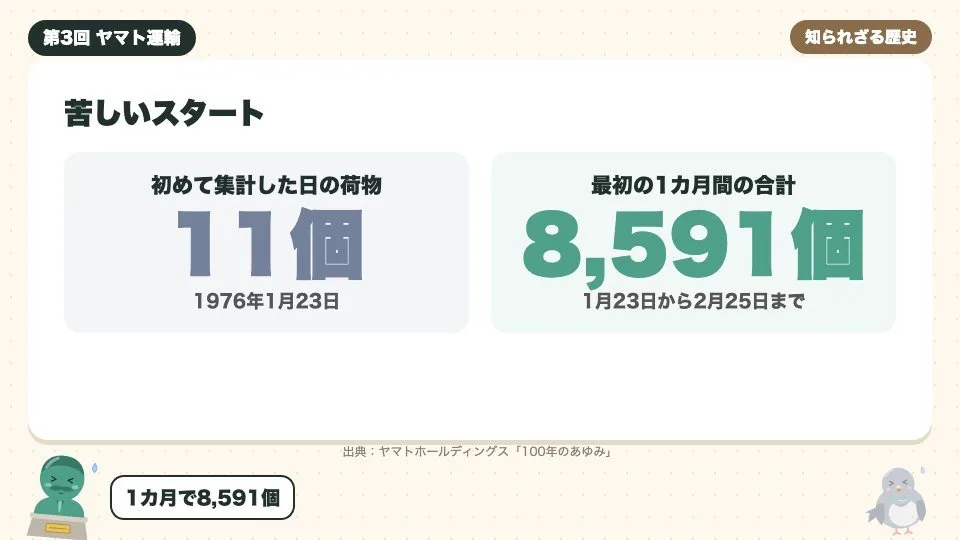 第3回 ヤマト運輸
知られざる歴史
苦しいスタート
初めて集計した日の荷物
11個
1976年1月23日
最初の1カ月間の合計
8,591個
1月23日から2月25日まで
出典：ヤマトホールディングス「100年のあゆみ」
1カ月で8,591個